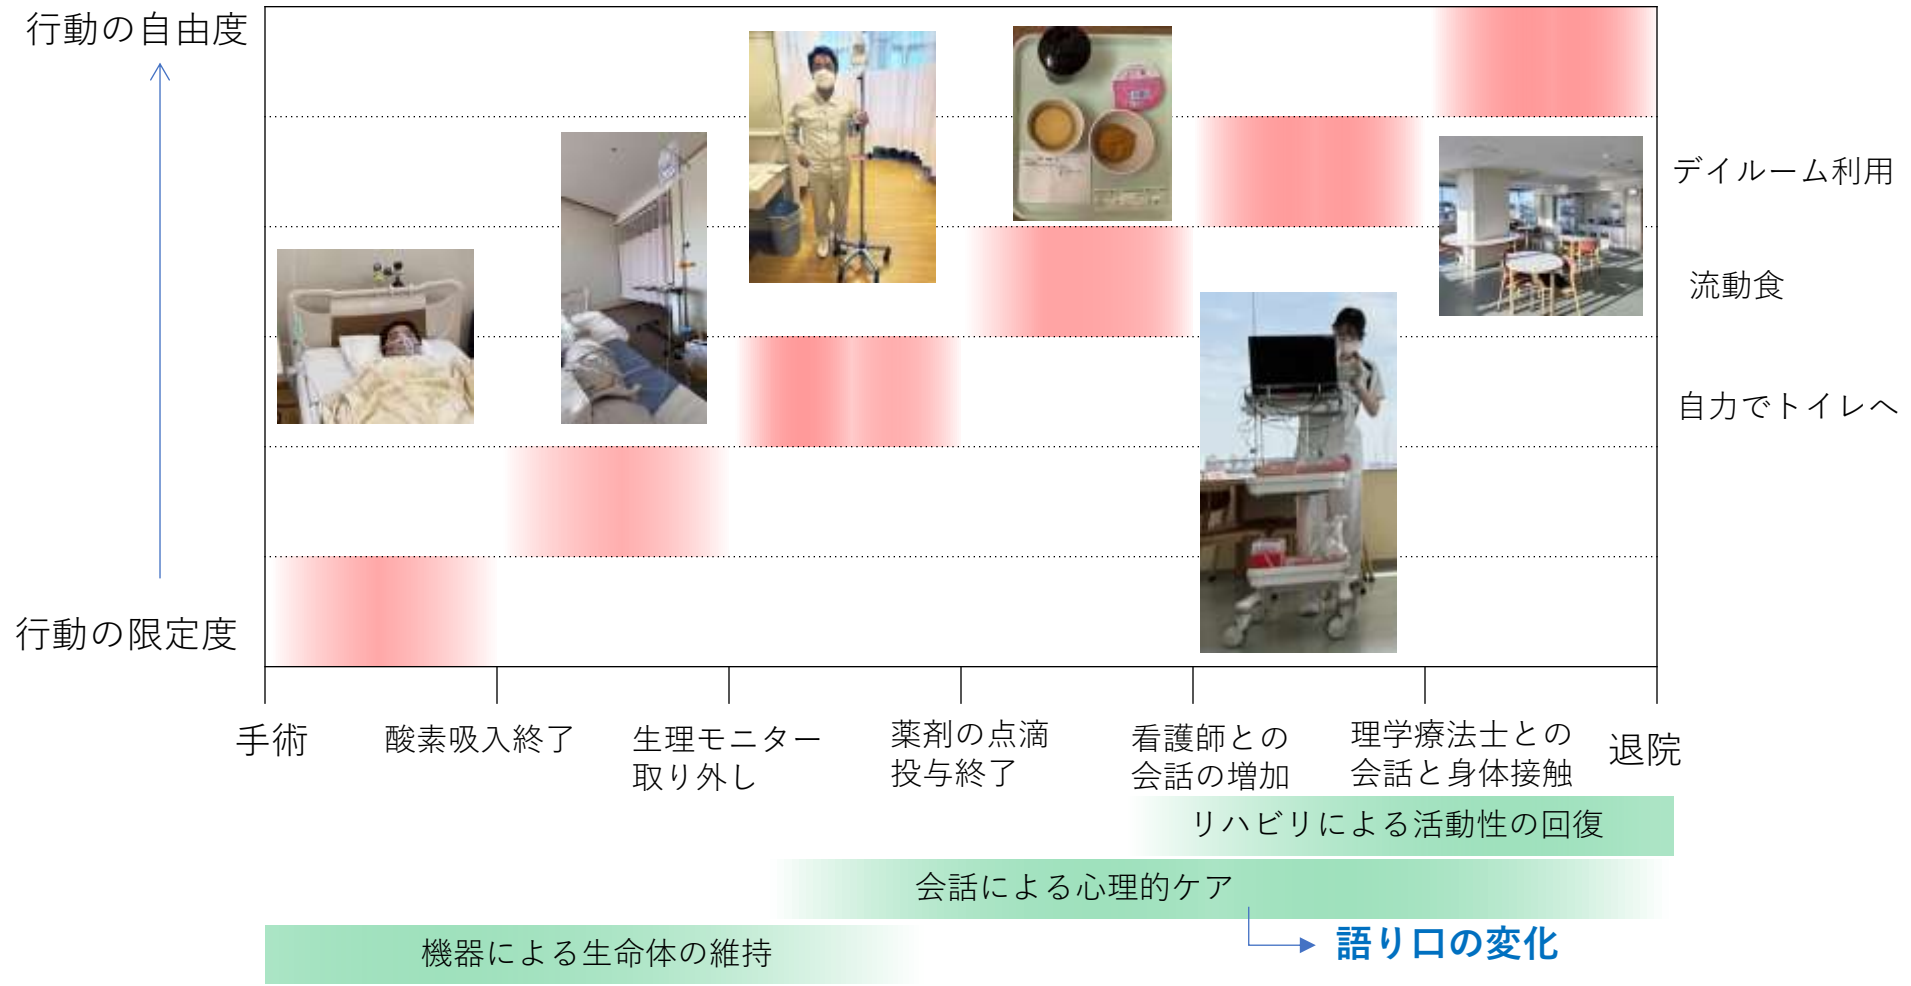 行動の自由度
デイルーム利用
流動食
自力でトイレへ
行動の限定度
手術
酸素吸入終了
生理モニター
取り外し
薬剤の点滴
投与終了
看護師との
会話の増加
理学療法士との
会話と身体接触
退院
リハビリによる活動性の回復
会話による心理的ケア
語り口の変化
機器による生命体の維持